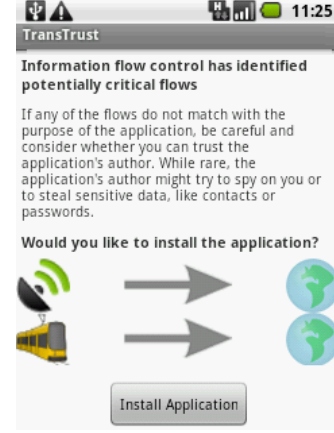 H
11:25
TransTrust
Information flow control has identified
potentially critical flows
If any of the flows do not match with the
purpose of the application, be careful and
consider whether you can trust the
application's author. While rare, the
application's author might try to spy on you or
to steal sensitive data, like contacts or
passwords.
Would you like to install the application?
Install Application